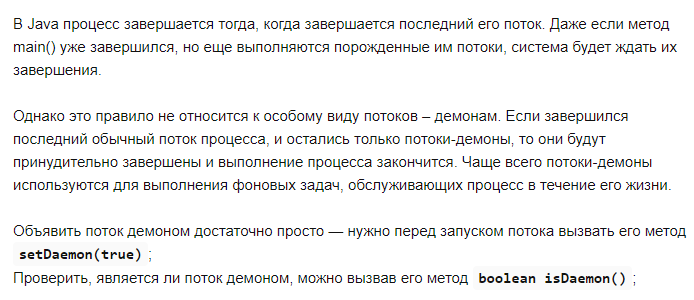 В Java процесс завершается тогда, когда завершается последний его поток. Даже если метод
main() уже завершился, но еще выполняются порожденные им потоки, система будет ждать их
завершения.
Однако это правило не относится к особому виду потоков – демонам. Если завершился
последний обычный поток процесса, и остались только потоки-демоны, то они будут
принудительно завершены и выполнение процесса закончится. Чаще всего потоки-демоны
используются для выполнения фоновых задач, обслуживающих процесс в течение его жизни.
Объявить поток демоном достаточно просто — нужно перед запуском потока вызвать его метод
setDaemon(true) ;
Проверить, является ли поток демоном, можно вызвав его метод boolean isDaemon() ;